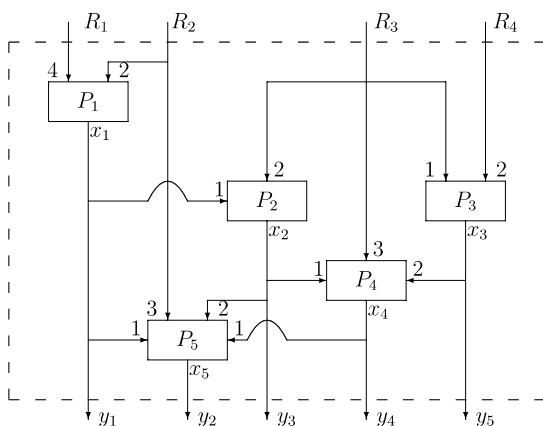 R₁ R₂ R₃ R₄
4 2
P₁
x₁
2 1 2
1 P₂ P₃
x₂ x₃
3
1 P₄ 2
3 2 x₄
1 P₅ 1
x₅
y₁ y₂ y₃ y₄ y₅